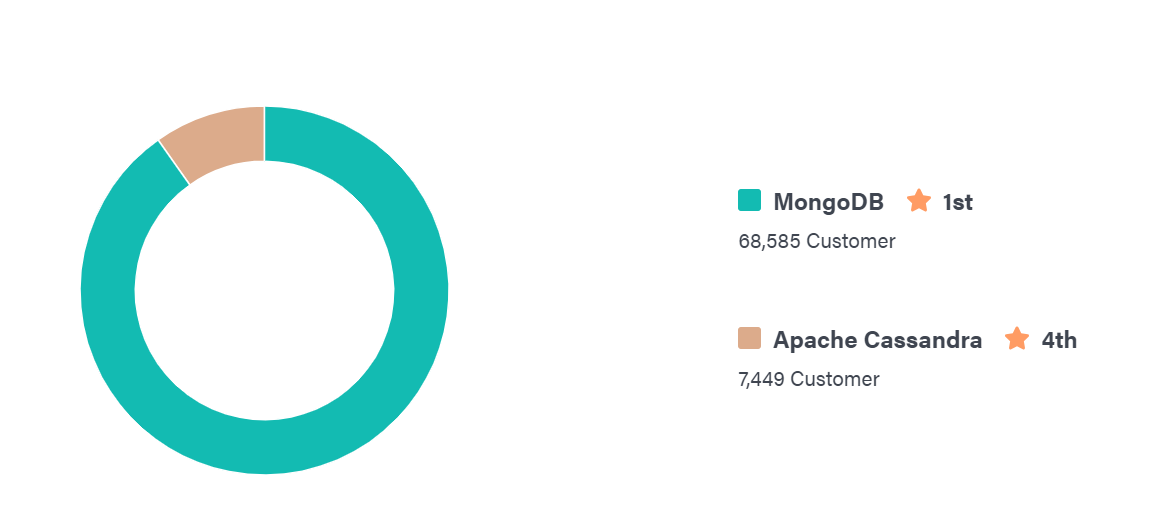 MongoDB 1st
68,585 Customer
Apache Cassandra 4th
7,449 Customer